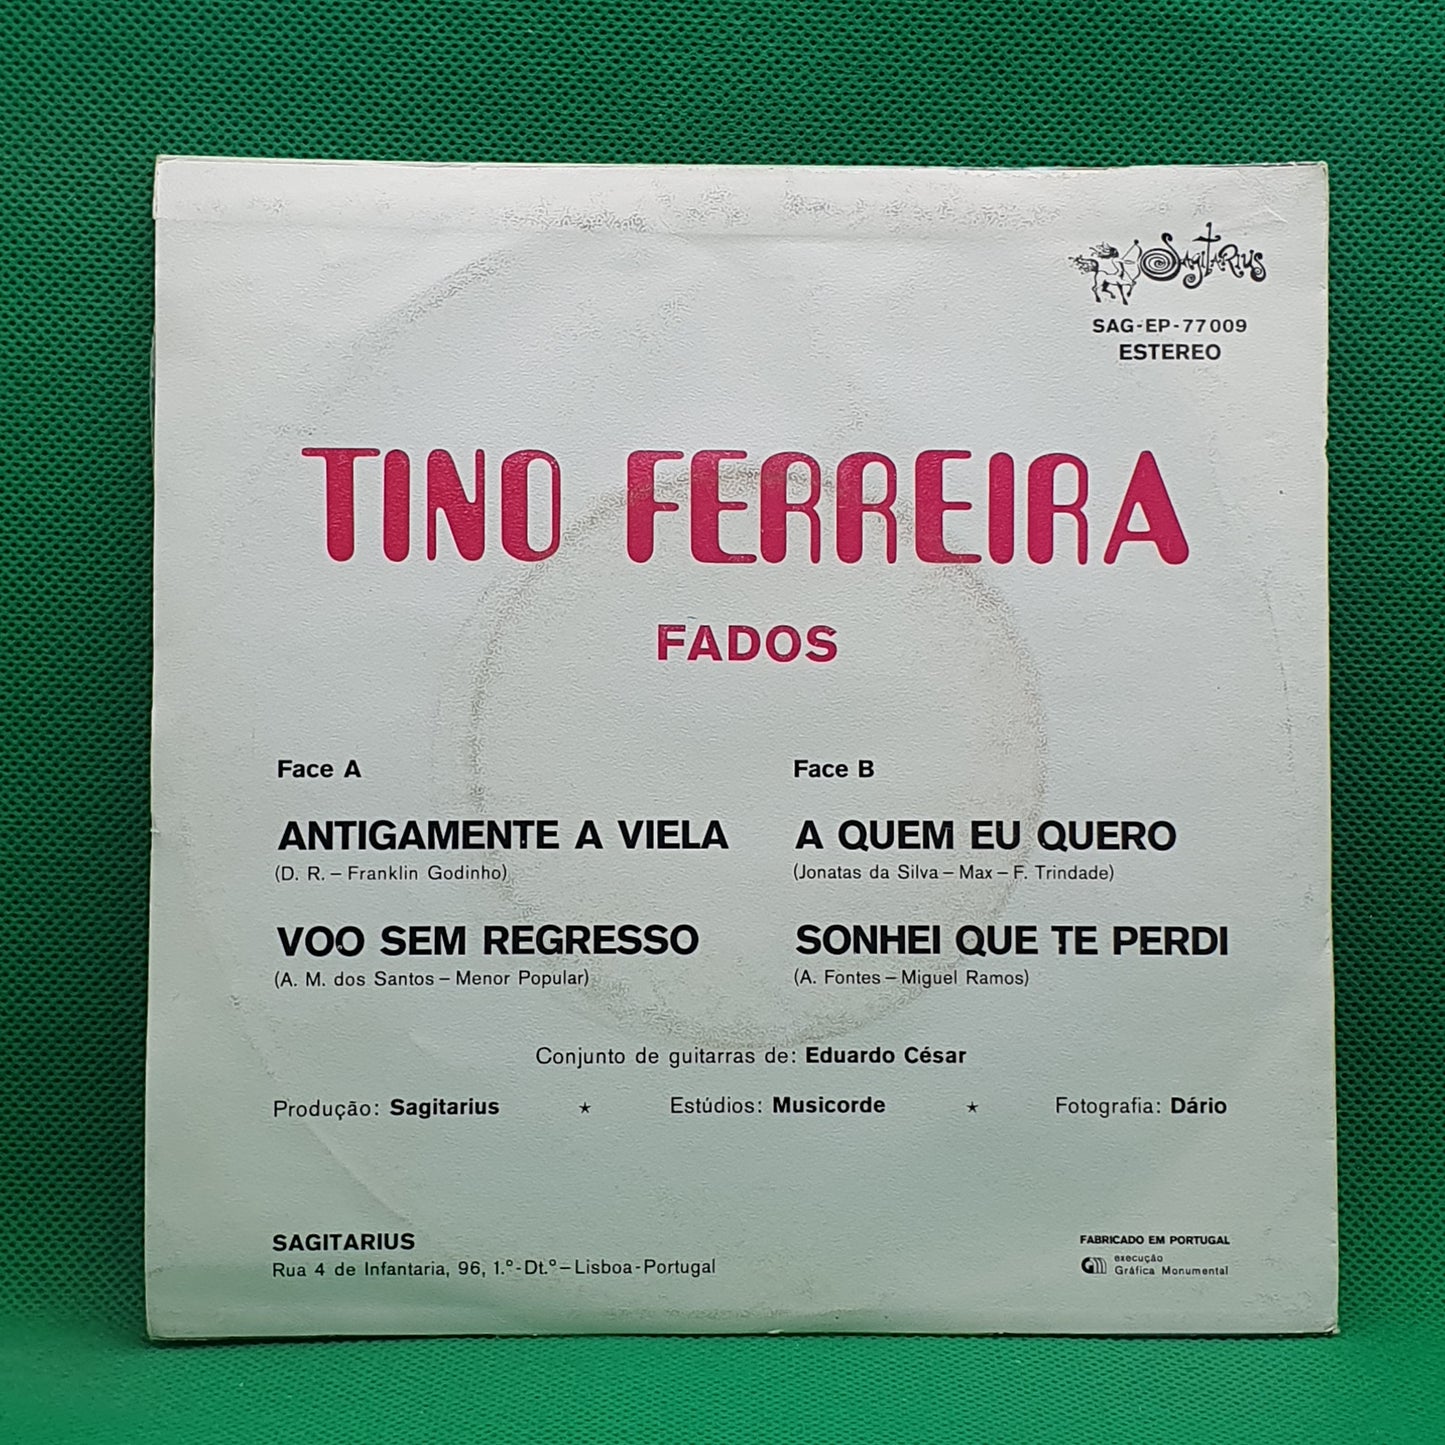 Sagitarius
SAG-EP-77009
ESTEREO
TINO FERREIRA
FADOS
Face A
ANTIGAMENTE A VIELA
(D. R. – Franklin Godinho)
VOO SEM REGRESSO
(A. M. dos Santos – Menor Popular)
Face B
A QUEM EU QUERO
(Jonatas da Silva – Max – F. Trindade)
SONHEI QUE TE PERDI
(A. Fontes – Miguel Ramos)
Conjunto de guitarras de: Eduardo César
Produção: Sagitarius ★ Estúdios: Musicorde ★ Fotografia: Dário
SAGITARIUS
Rua 4 de Infantaria, 96, 1.º-Dt.º – Lisboa-Portugal
FABRICADO EM PORTUGAL
GM execução
Gráfica Monumental